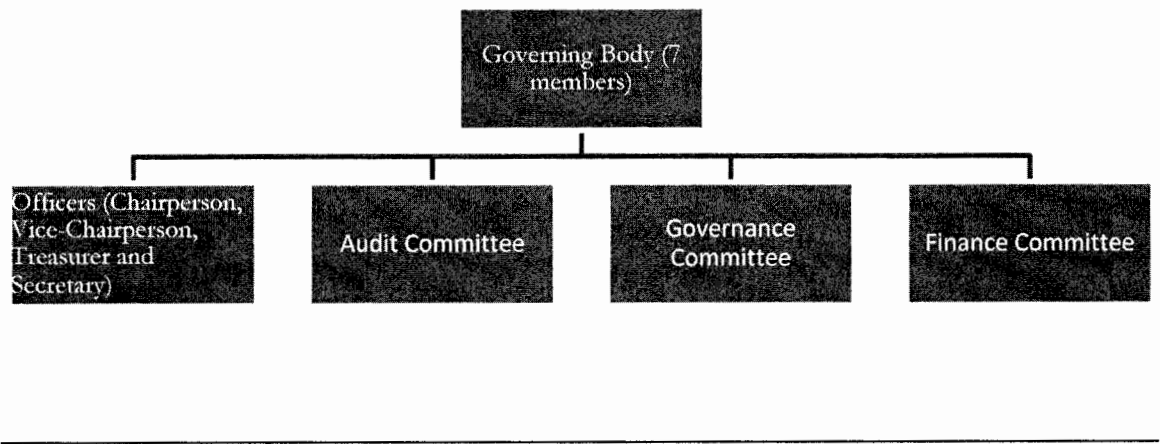 Governing Body (7
members)
Officers (Chairperson,
Vice-Chairperson,
Treasurer and
Secretary)
Audit Committee
Governance
Committee
Finance Committee